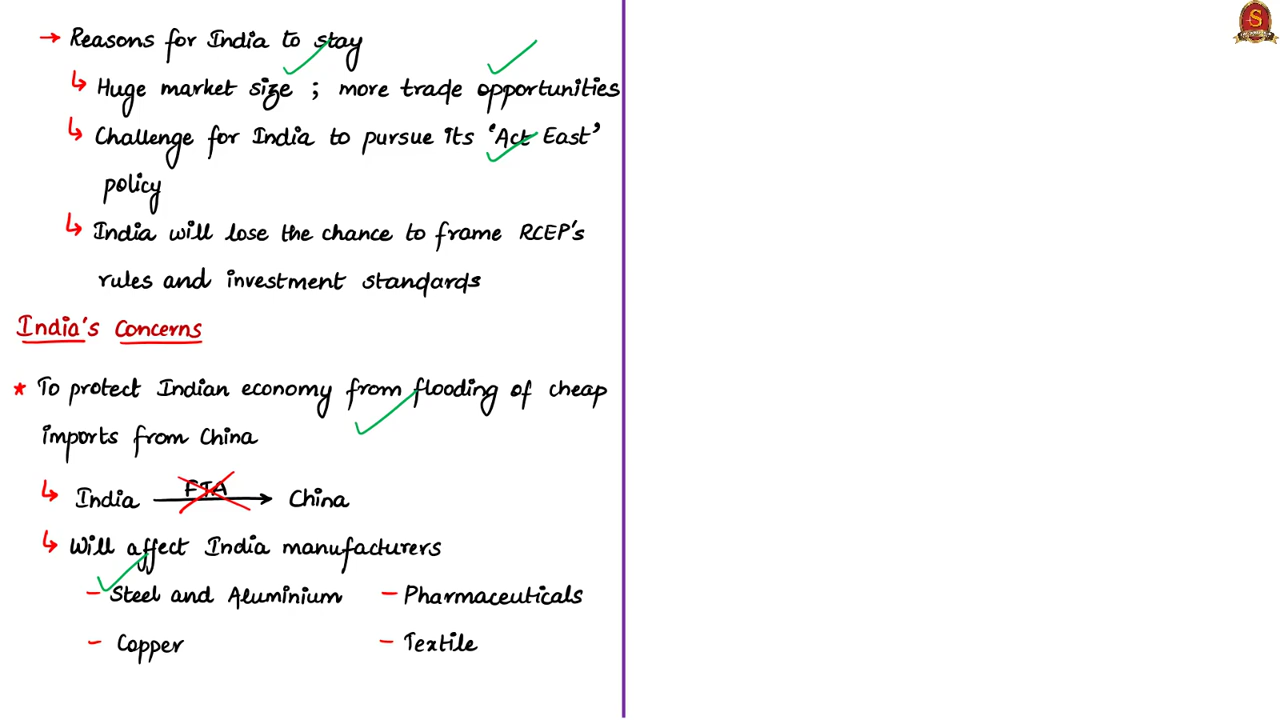 → Reasons for India to stay
↳ Huge market size ; more trade opportunities
↳ Challenge for India to pursue its 'Act East'
policy
↳ India will lose the chance to frame RCEP's
rules and investment standards
India's Concerns
* To protect Indian economy from flooding of cheap
imports from China
↳ India FTA → China
↳ Will affect India manufacturers
- Steel and Aluminium - Pharmaceuticals
- Copper - Textile
S